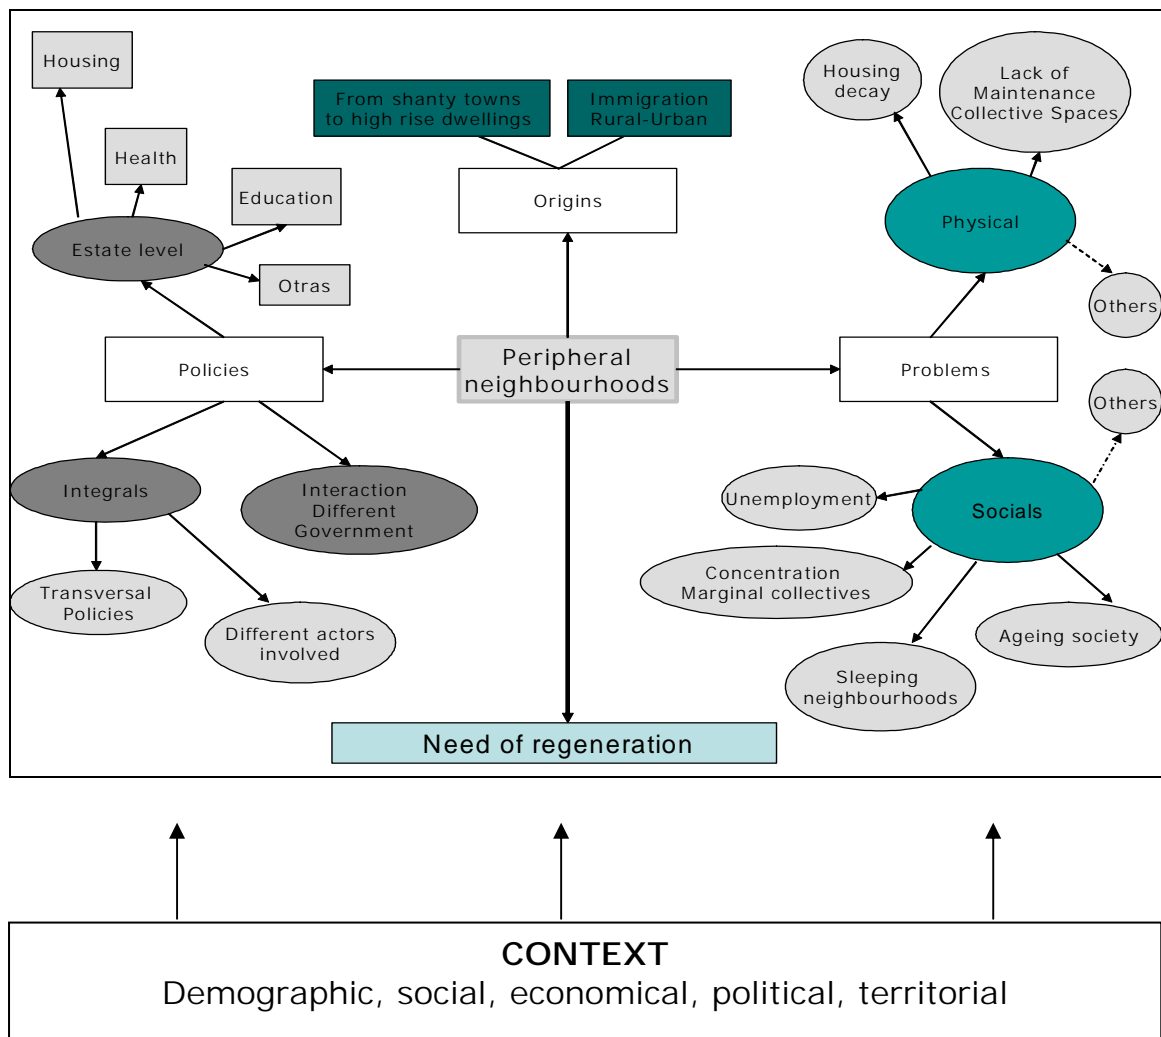 Housing
Health
Education
Estate level
Otras
From shanty towns
to high rise dwellings
Immigration
Rural-Urban
Origins
Housing
decay
Lack of
Maintenance
Collective Spaces
Physical
Others
Policies
Peripheral
neighbourhoods
Problems
Others
Integrals
Interaction
Different
Government
Transversal
Policies
Different actors
involved
Unemployment
Socials
Concentration
Marginal collectives
Ageing society
Sleeping
neighbourhoods
Need of regeneration
CONTEXT
Demographic, social, economical, political, territorial